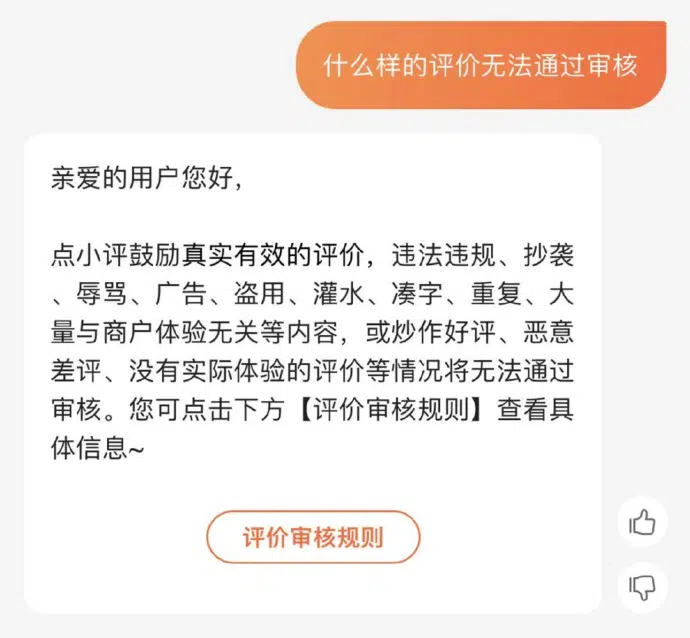 什么样的评价无法通过审核
亲爱的用户您好，
点小评鼓励真实有效的评价，违法违规、抄袭
、辱骂、广告、盗用、灌水、凑字、重复、大
量与商户体验无关等内容，或炒作好评、恶意
差评、没有实际体验的评价等情况将无法通过
审核。您可点击下方【评价审核规则】查看具
体信息~
评价审核规则